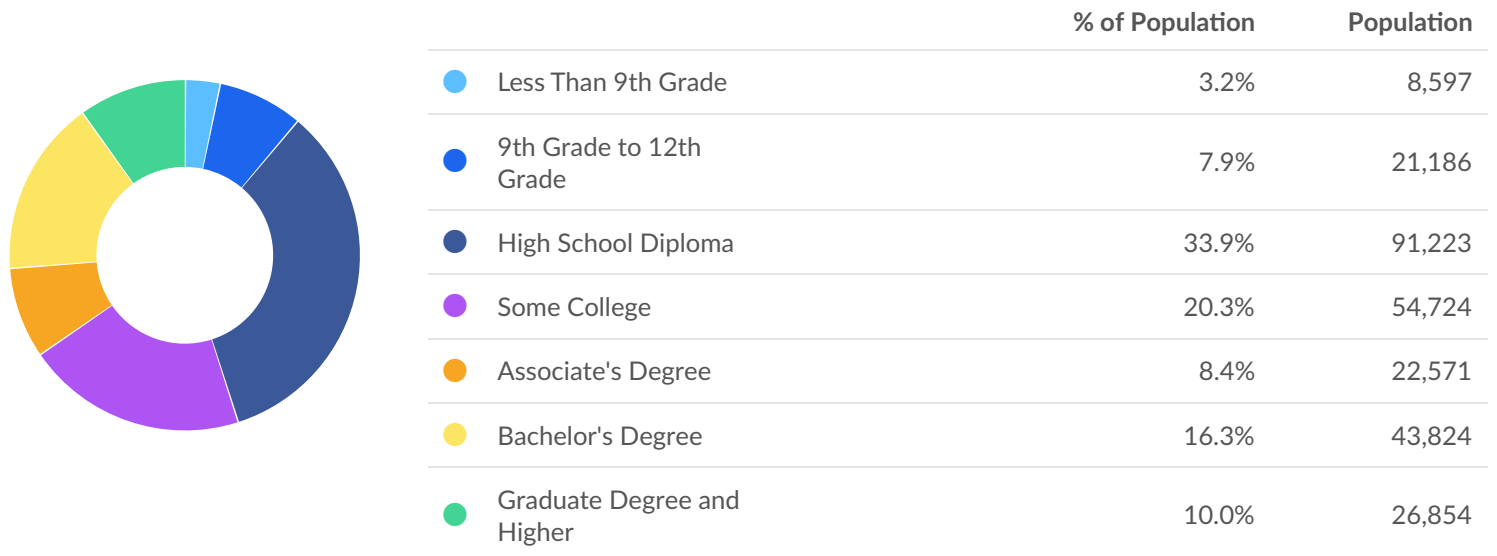 % of Population Population
Less Than 9th Grade 3.2% 8,597
9th Grade to 12th
Grade 7.9% 21,186
High School Diploma 33.9% 91,223
Some College 20.3% 54,724
Associate's Degree 8.4% 22,571
Bachelor's Degree 16.3% 43,824
Graduate Degree and
Higher 10.0% 26,854